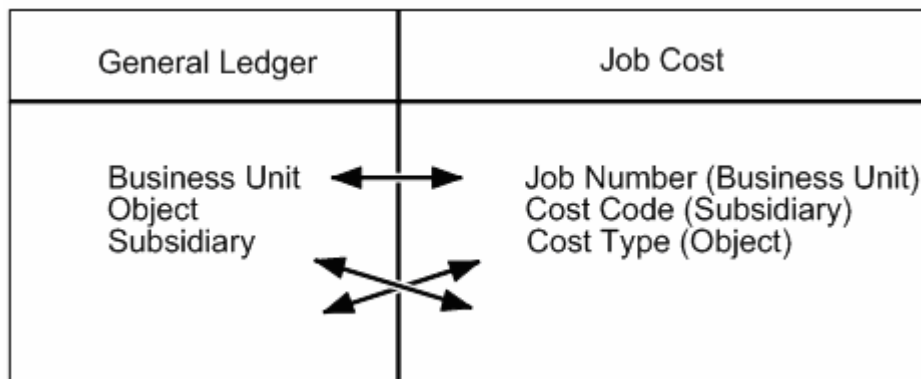 General Ledger
Job Cost
Business Unit
Object
Subsidiary
Job Number (Business Unit)
Cost Code (Subsidiary)
Cost Type (Object)